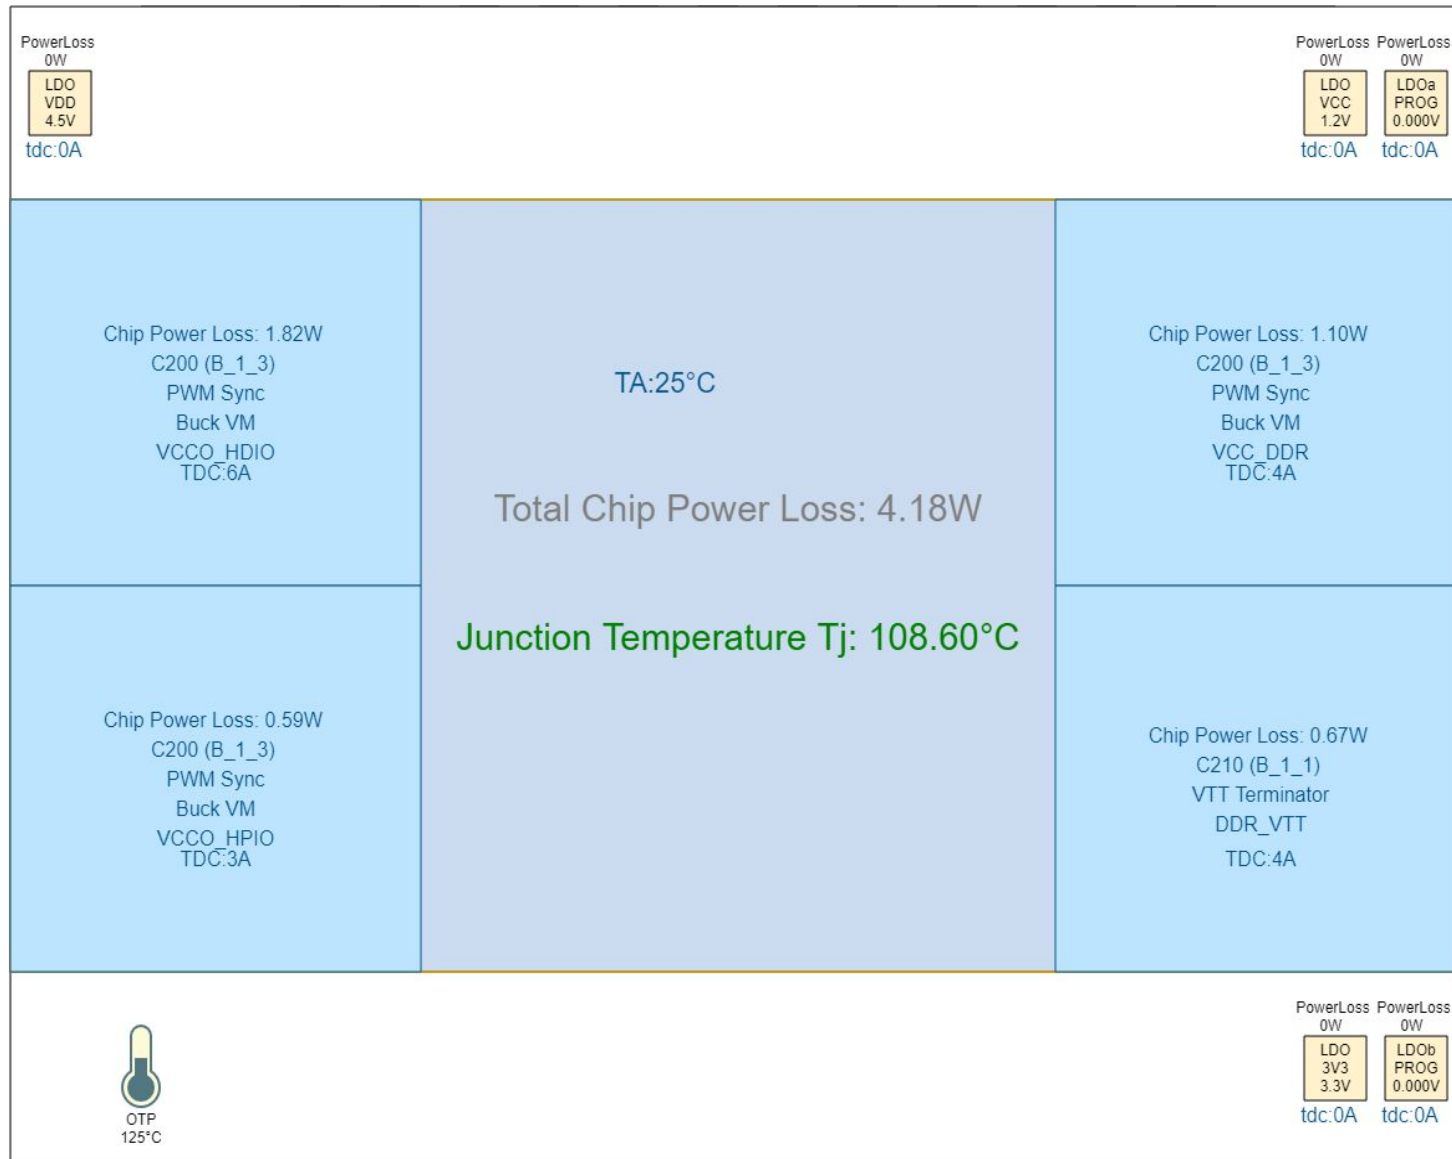 PowerLoss
0W
LDO
VDD
4.5V
tdc:0A
PowerLoss
0W
LDO
VCC
1.2V
tdc:0A
PowerLoss
0W
LDOa
PROG
0.000V
tdc:0A
Chip Power Loss: 1.82W
C200 (B_1_3)
PWM Sync
Buck VM
VCCO_HDIO
TDC:6A
TA:25°C
Total Chip Power Loss: 4.18W
Junction Temperature Tj: 108.60°C
Chip Power Loss: 1.10W
C200 (B_1_3)
PWM Sync
Buck VM
VCC_DDR
TDC:4A
Chip Power Loss: 0.59W
C200 (B_1_3)
PWM Sync
Buck VM
VCCO_HPIO
TDC:3A
Chip Power Loss: 0.67W
C210 (B_1_1)
VTT Terminator
DDR_VTT
TDC:4A
OTP
125°C
PowerLoss
0W
LDO
3V3
3.3V
tdc:0A
PowerLoss
0W
LDOb
PROG
0.000V
tdc:0A